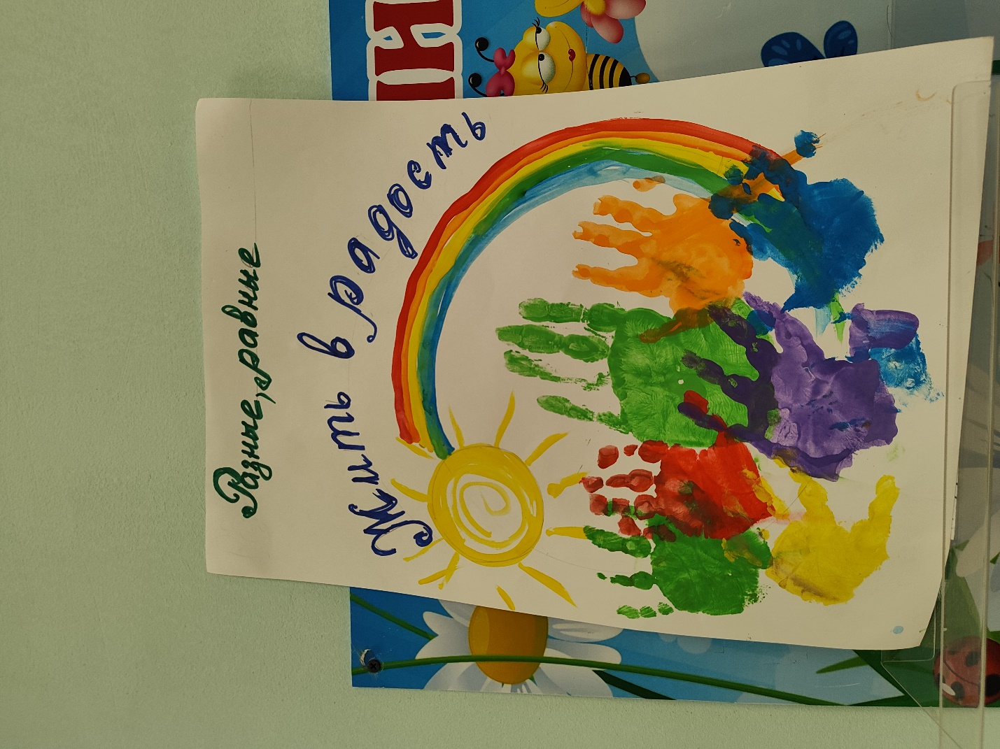 Разные, равные
Жить в радость
Н